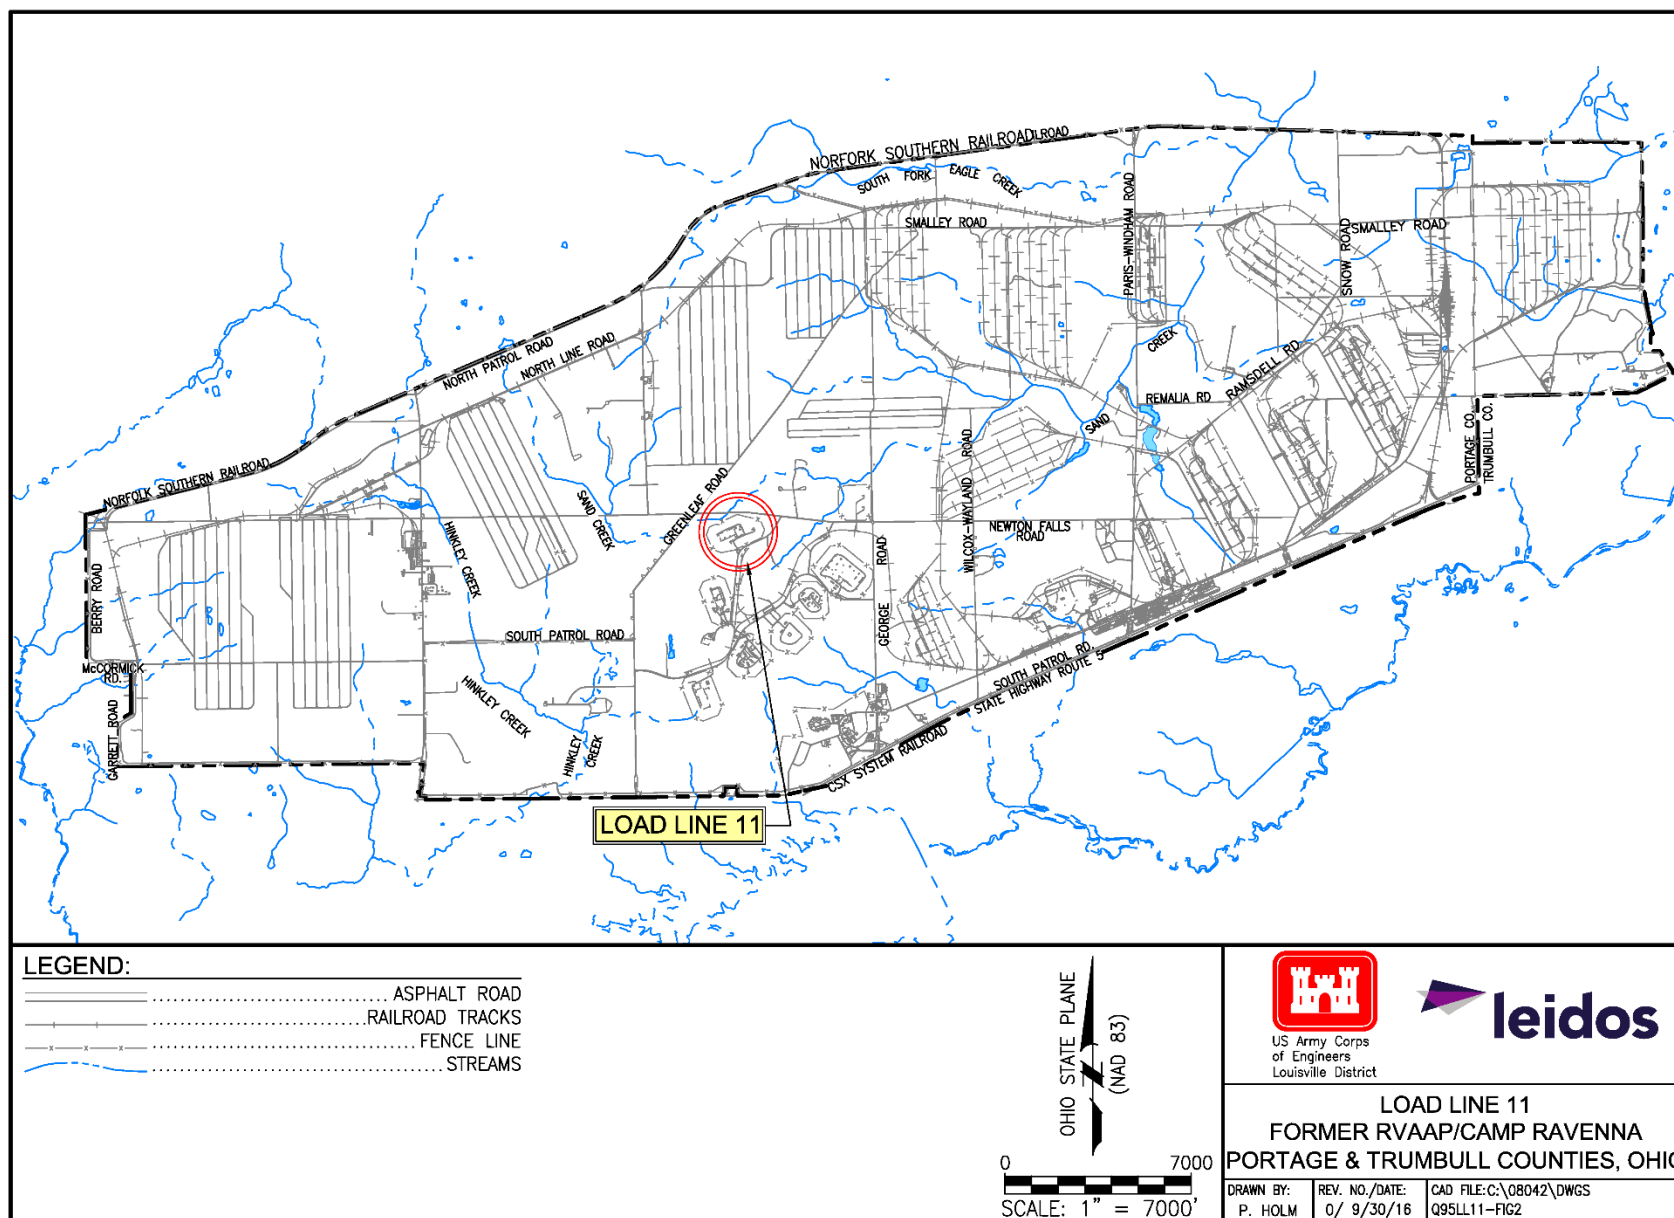 NORFORK SOUTHERN RAILROADILROAD
SOUTH FORK EAGLE CREEK
SMALLEY ROAD
PARIS-WINDHAM ROAD
SNOW ROAD
SMALLEY ROAD
NORTH PATROL ROAD
NORTH LINE ROAD
CREEK
SAND
REMALIA RD
RAMSDELL RD.
PORTAGE CO.
TRUMBULL CO.
NORFOLK SOUTHERN RAILROAD
GREENLEAF ROAD
SAND CREEK
HINKLEY CREEK
WILCOX-WAYLAND ROAD
NEWTON FALLS
ROAD
GEORGE ROAD
BERRY ROAD
McCORMICK
RD.
GARRETT ROAD
SOUTH PATROL ROAD
HINKLEY CREEK
HINKLEY
CREEK
SOUTH PATROL RD.
STATE HIGHWAY ROUTE 5
CSX SYSTEM RAILROAD
LOAD LINE 11
LEGEND:
ASPHALT ROAD
RAILROAD TRACKS
FENCE LINE
STREAMS
OHIO STATE PLANE
(NAD 83)
0 7000
SCALE: 1" = 7000'
US Army Corps
of Engineers
Louisville District
leidos
LOAD LINE 11
FORMER RVAAP/CAMP RAVENNA
PORTAGE & TRUMBULL COUNTIES, OHIO
DRAWN BY:
P. HOLM
REV. NO./DATE:
0/ 9/30/16
CAD FILE:C:\08042\DWGS
Q95LL11-FIG2